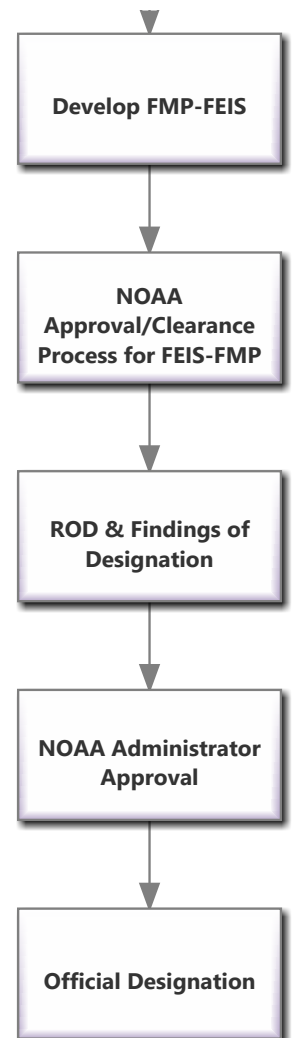 Develop FMP-FEIS
NOAA
Approval/Clearance
Process for FEIS-FMP
ROD & Findings of
Designation
NOAA Administrator
Approval
Official Designation